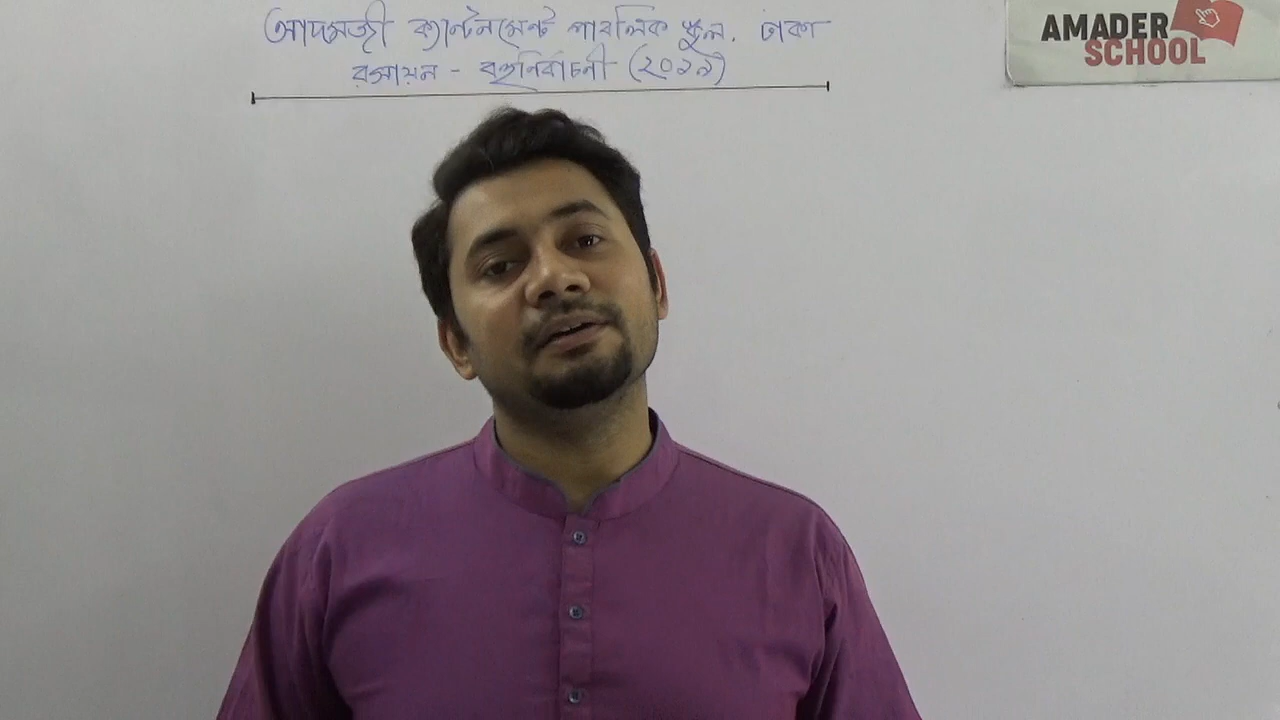 আদমজী ক্যান্টনমেন্ট পাবলিক স্কুল, ঢাকা
রসায়ন - বহুনির্বাচনী (২০১৯)
AMADER
SCHOOL